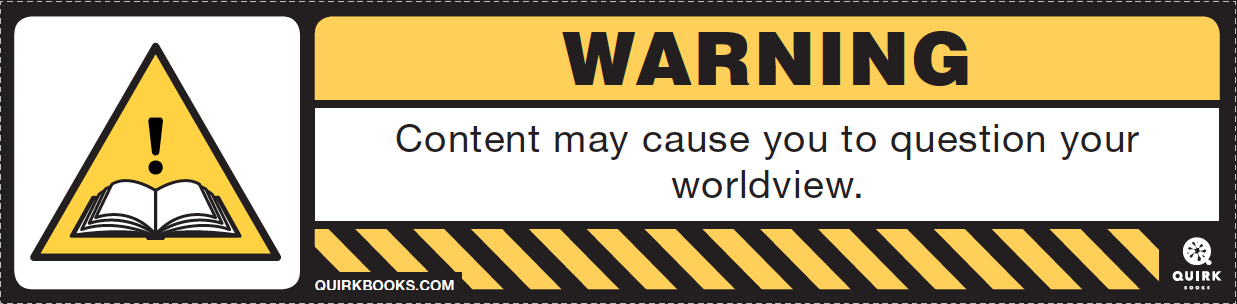 !
WARNING
Content may cause you to question your
worldview.
QUIRKBOOKS.COM
QUIRK
BOOKS